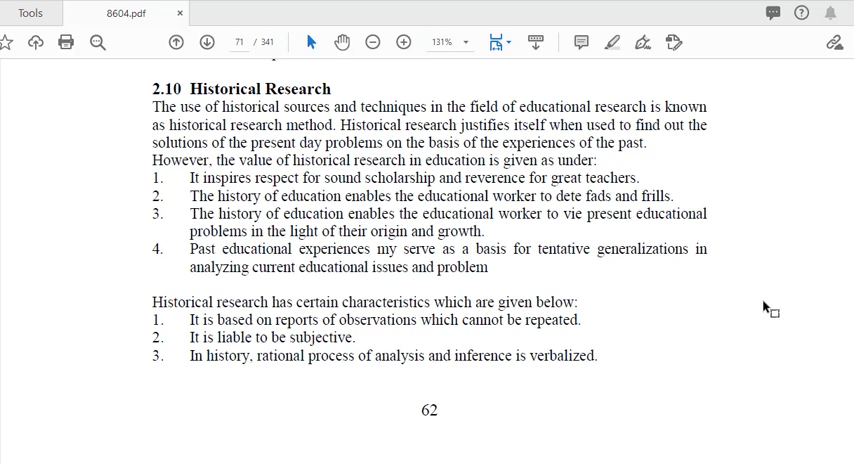 Tools
8604.pdf
×
71 / 341
131%
2.10 Historical Research
The use of historical sources and techniques in the field of educational research is known
as historical research method. Historical research justifies itself when used to find out the
solutions of the present day problems on the basis of the experiences of the past.
However, the value of historical research in education is given as under:
1. It inspires respect for sound scholarship and reverence for great teachers.
2. The history of education enables the educational worker to dete fads and frills.
3. The history of education enables the educational worker to vie present educational
problems in the light of their origin and growth.
4. Past educational experiences my serve as a basis for tentative generalizations in
analyzing current educational issues and problem
Historical research has certain characteristics which are given below:
1. It is based on reports of observations which cannot be repeated.
2. It is liable to be subjective.
3. In history, rational process of analysis and inference is verbalized.
62